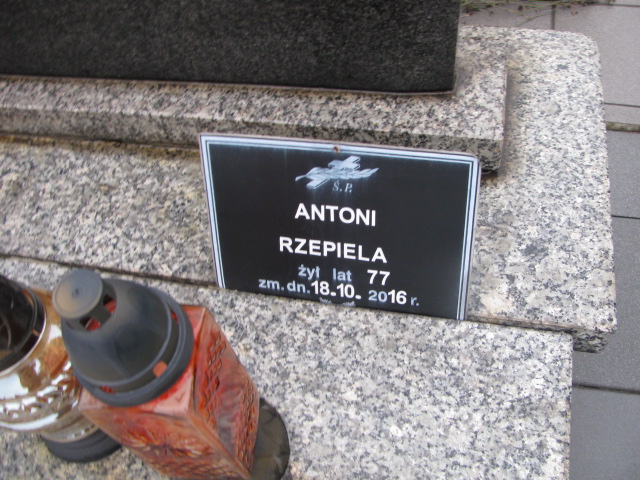 Ś.P.
ANTONI
RZEPIELA
żył lat 77
zm. dn. 18.10. 2016 r.